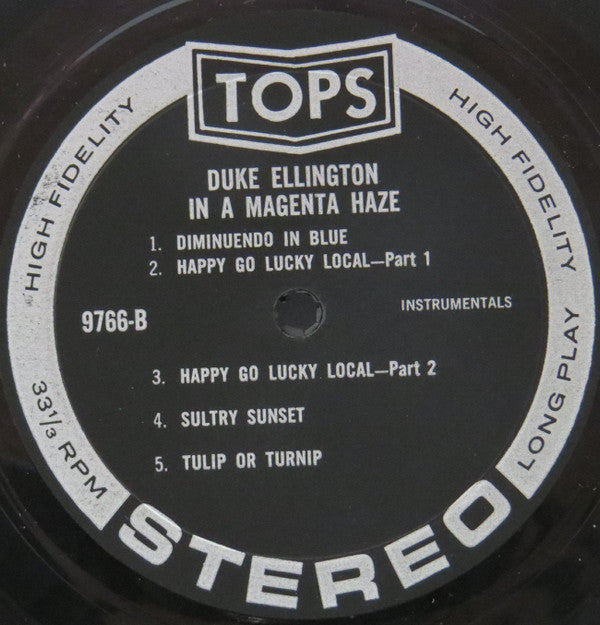 TOPS
HIGH FIDELITY
HIGH FIDELITY
DUKE ELLINGTON
IN A MAGENTA HAZE
1. DIMINUENDO IN BLUE
2. HAPPY GO LUCKY LOCAL—Part 1
9766-B
INSTRUMENTALS
3. HAPPY GO LUCKY LOCAL—Part 2
4. SULTRY SUNSET
5. TULIP OR TURNIP
33 1/3 RPM
LONG PLAY
STEREO